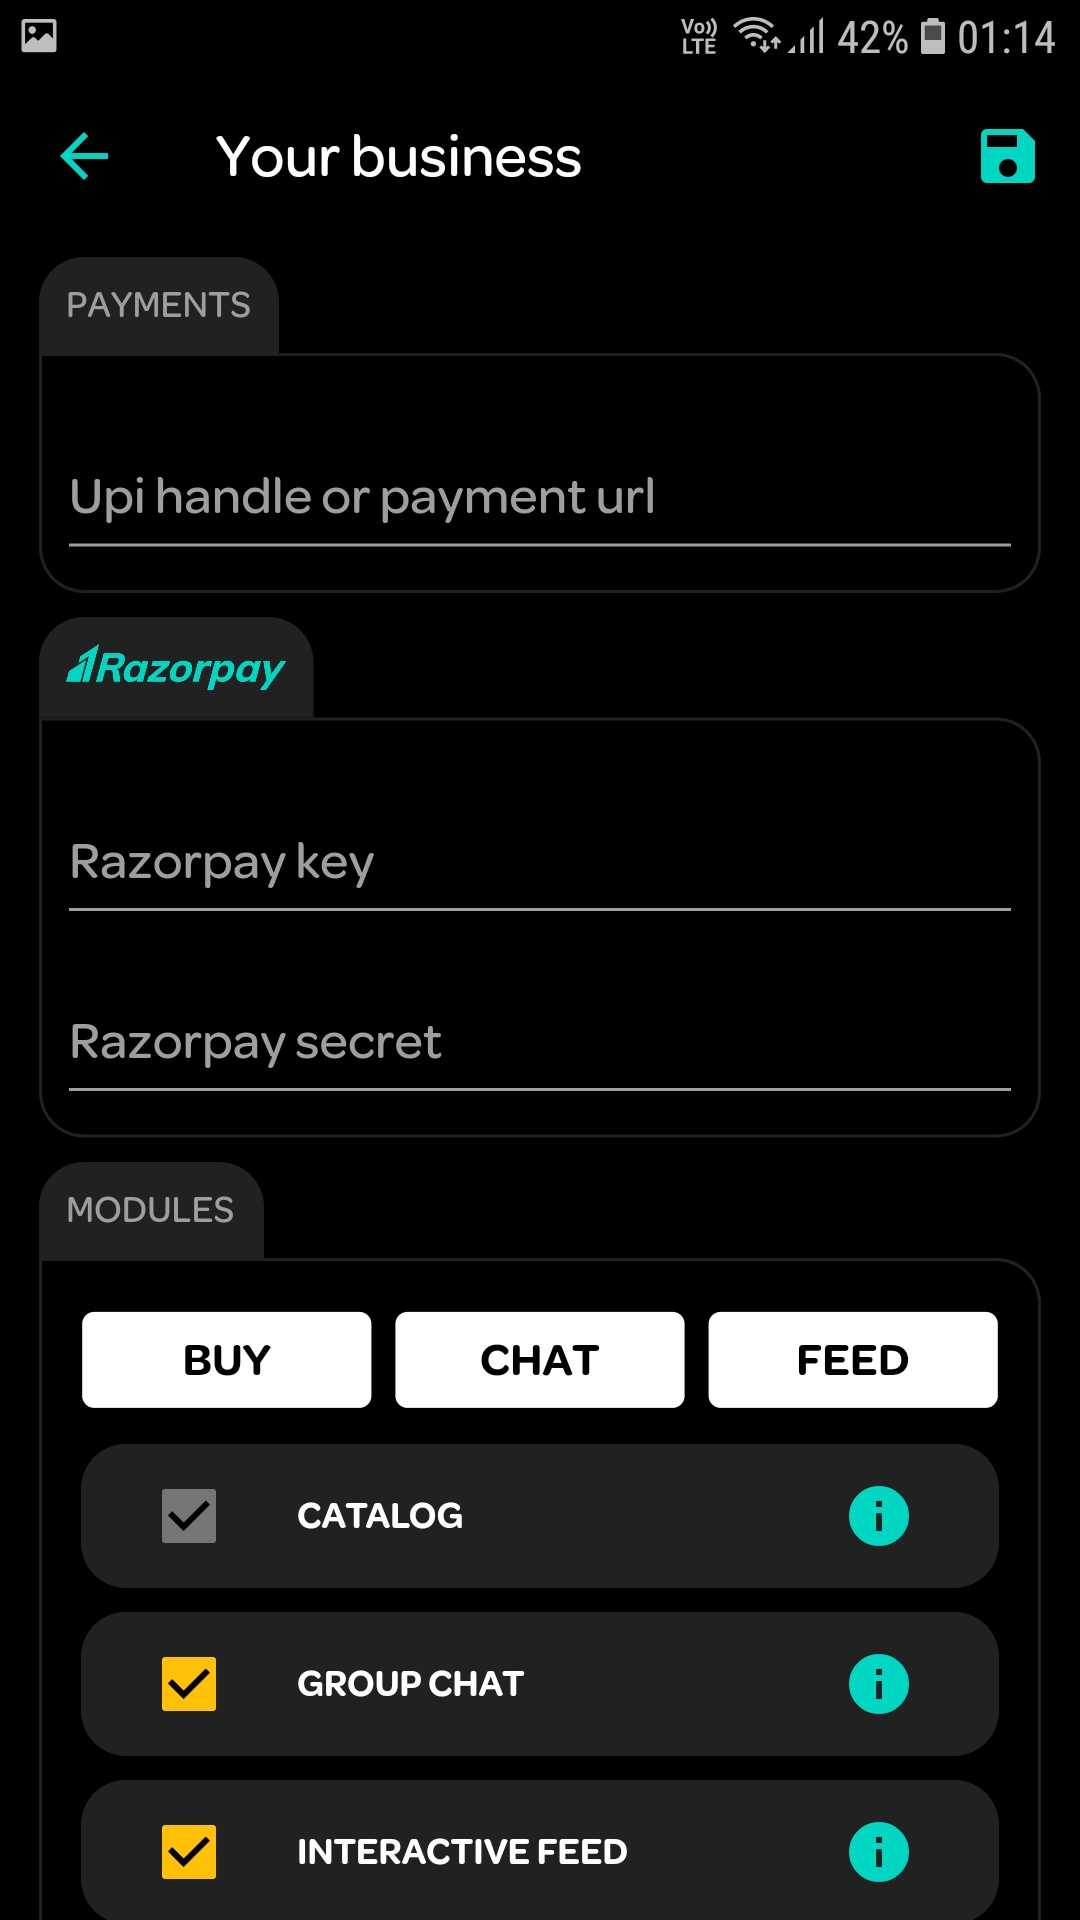 Vo)) LTE 42% 01:14
Your business
PAYMENTS
Upi handle or payment url
Razorpay
Razorpay key
Razorpay secret
MODULES
BUY CHAT FEED
CATALOG
GROUP CHAT
INTERACTIVE FEED